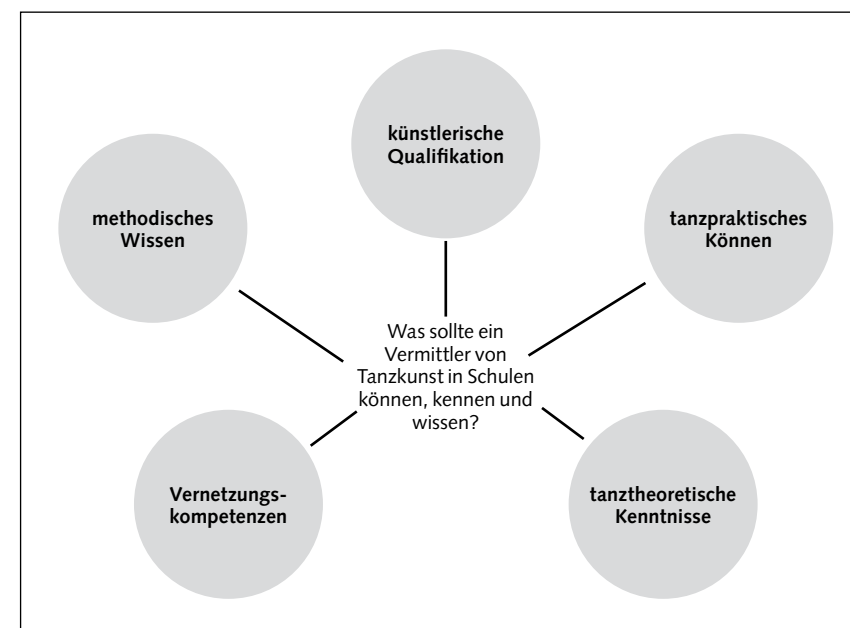 künstlerische
Qualifikation
methodisches
Wissen
tanzpraktisches
Können
Was sollte ein
Vermittler von
Tanzkunst in Schulen
können, kennen und
wissen?
Vernetzungs-
kompetenzen
tanztheoretische
Kenntnisse